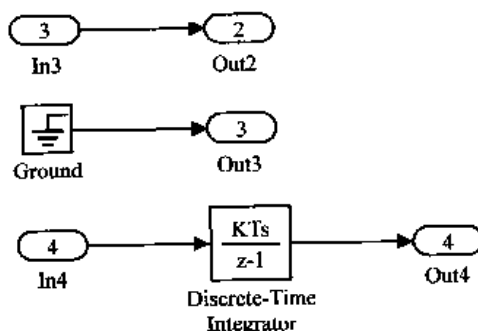 3
2
In3
Out2
3
Ground
Out3
4
KTs
z-1
4
In4
Out4
Discrete-Time
Integrator